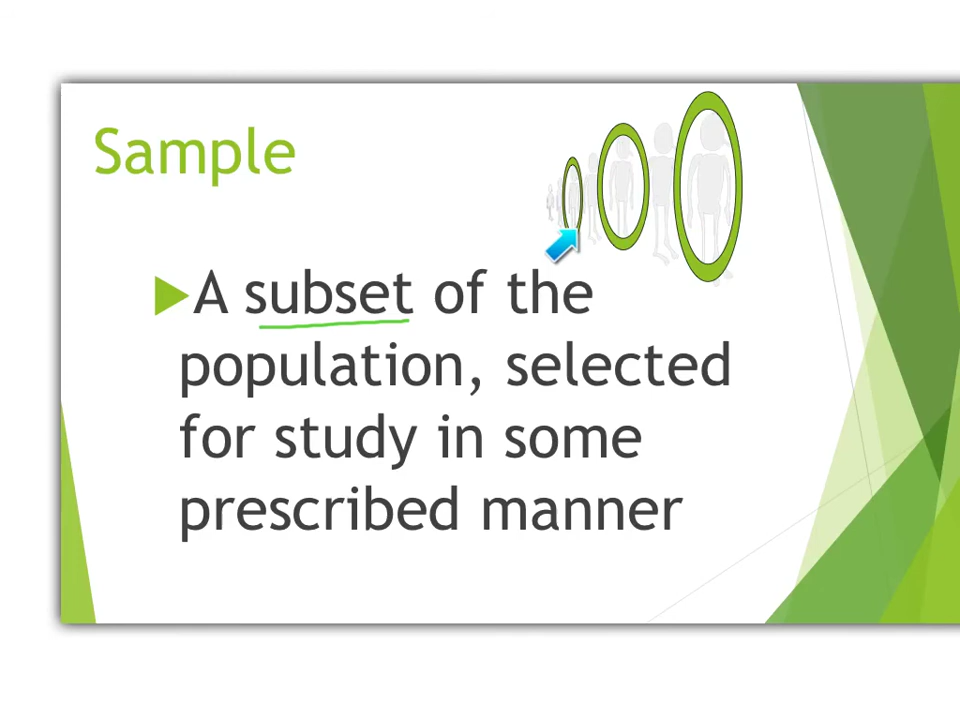 Sample
A subset of the
population, selected
for study in some
prescribed manner